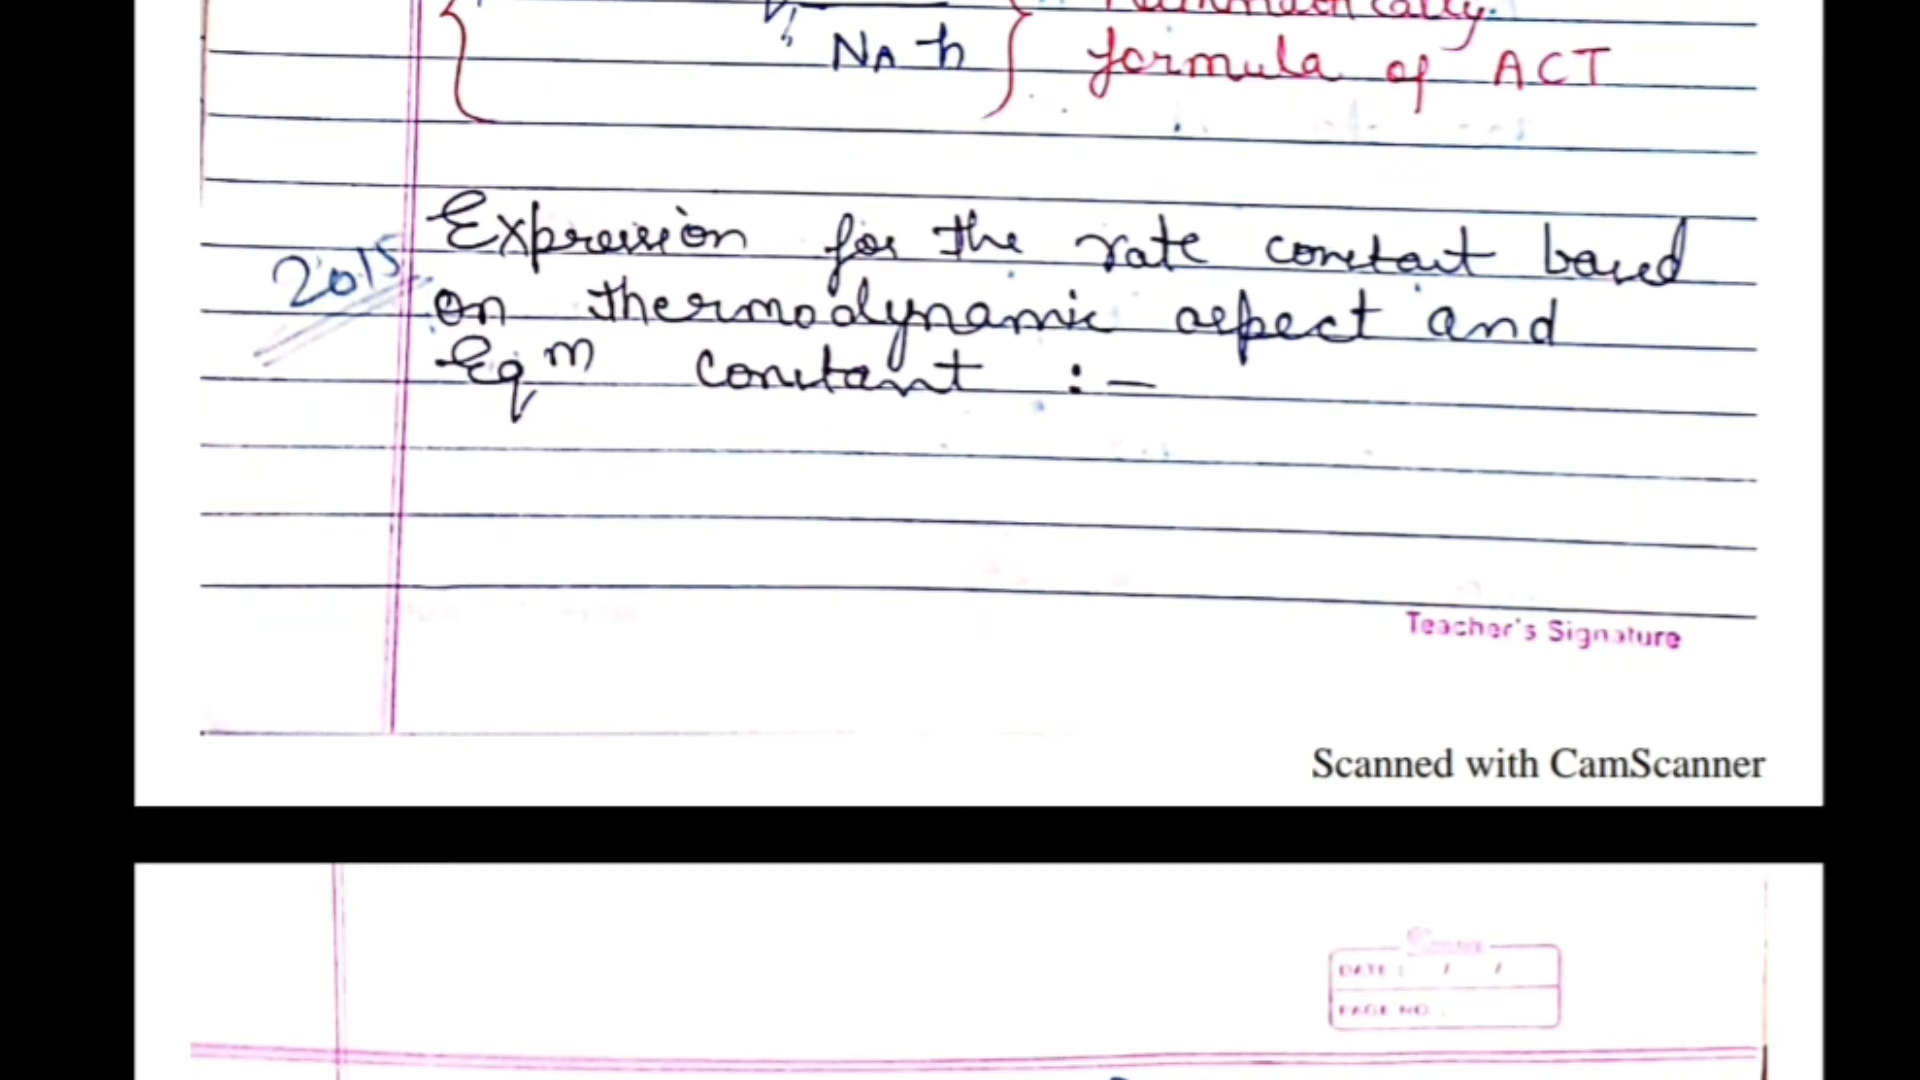 NA h
formula of ACT
Expression for the rate constant based
2015
on thermodynamic aspect and
Eqm constant :-
Teacher's Signature
Scanned with CamScanner
DATE : / /
PAGE NO :